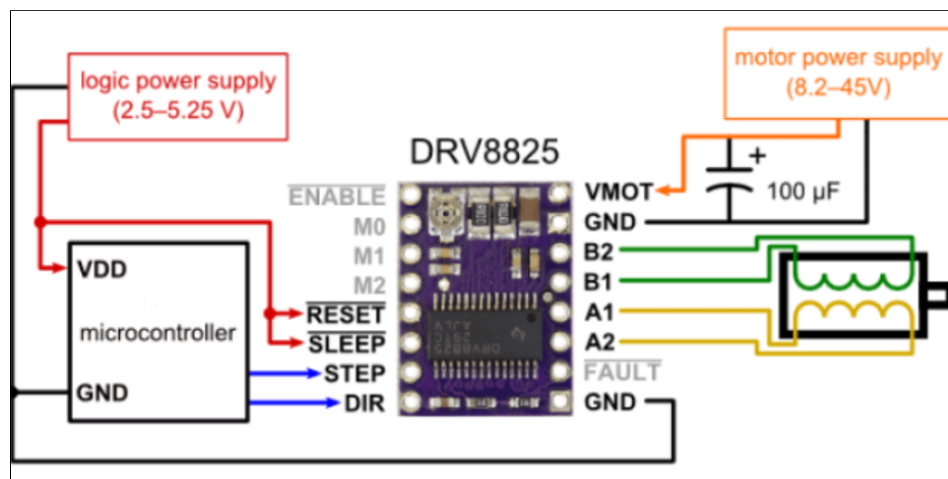 logic power supply
(2.5–5.25 V)
motor power supply
(8.2–45V)
DRV8825
+
100 µF
ENABLE
M0
M1
M2
RESET
SLEEP
STEP
DIR
VMOT
GND
B2
B1
A1
A2
FAULT
GND
VDD
microcontroller
GND